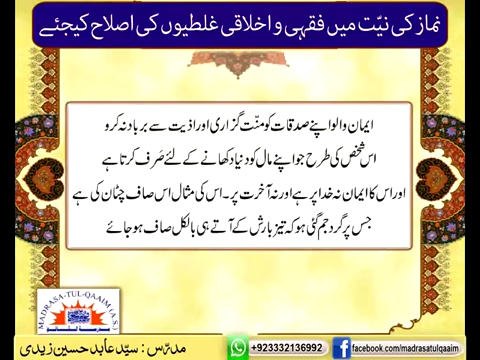 نماز کی نیّت میں فقہی و اخلاقی غلطیوں کی اصلاح کیجئے
ایمان والو اپنے صدقات کو منّت گزاری اور اذیت سے برباد نہ کرو
اس شخص کی طرح جو اپنے مال کو دنیا دکھانے کے لئے صَرف کرتا ہے
اور اس کا ایمان نہ خدا پر ہے اور نہ آخرت پر۔ اس کی مثال اس صاف چٹان کی ہے
جس پر گرد جم گئی ہو کہ تیز بارش کے آتے ہی بالکل صاف ہو جائے
MADRASA-TUL-QAAIM (A.S.)
مدرّس : سیّد عابد حسین زیدی
+923332136992
facebook.com/madrasatulqaaim